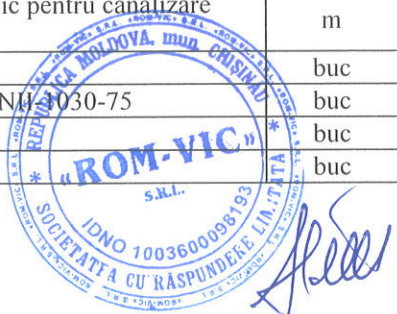 ic pentru canalizare
m
buc
1030-75 buc
buc
buc
REPUBLICA MOLDOVA, mun. CHIȘINĂU
"ROM-VIC"
S.R.L.
IDNO 1003600098193
SOCIETATEA CU RĂSPUNDERE LIMITATĂ